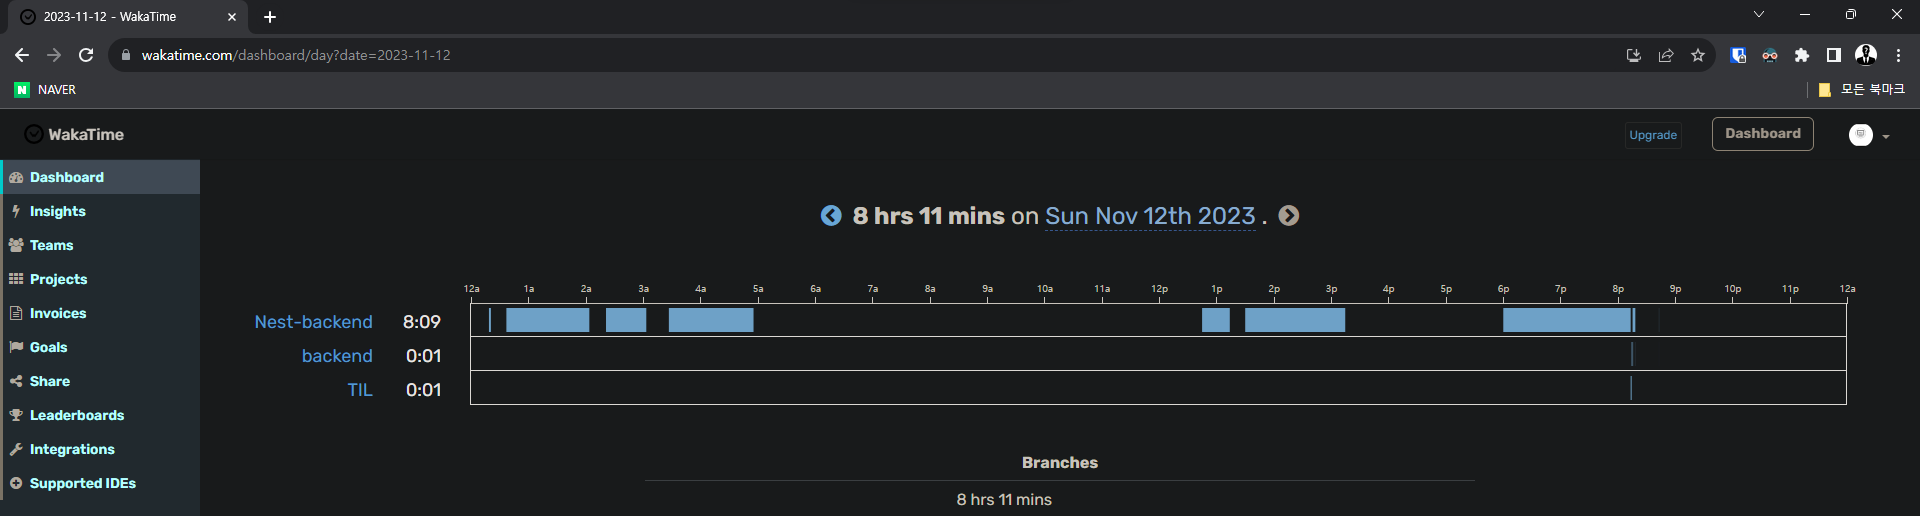 2023-11-12 - WakaTime
wakatime.com/dashboard/day?date=2023-11-12
N NAVER
모든 북마크
WakaTime
Upgrade
Dashboard
Dashboard
Insights
Teams
Projects
Invoices
Goals
Share
Leaderboards
Integrations
Supported IDEs
8 hrs 11 mins on Sun Nov 12th 2023 .
12a 1a 2a 3a 4a 5a 6a 7a 8a 9a 10a 11a 12p 1p 2p 3p 4p 5p 6p 7p 8p 9p 10p 11p 12a
Nest-backend 8:09
backend 0:01
TIL 0:01
Branches
8 hrs 11 mins